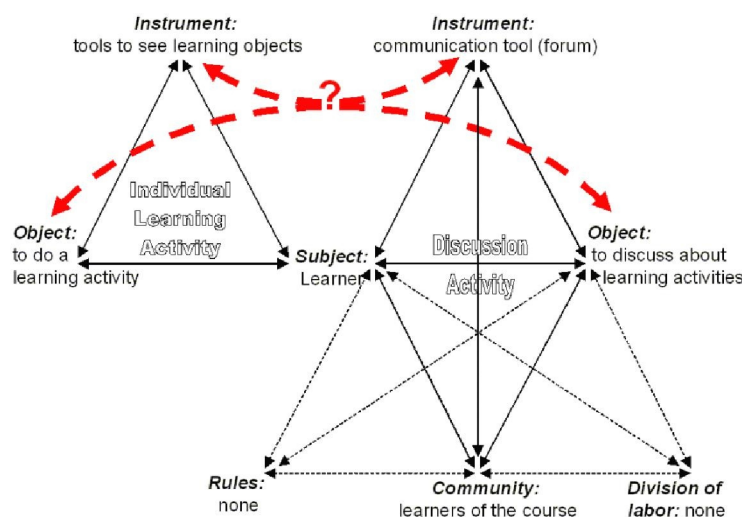 Instrument:
tools to see learning objects
Instrument:
communication tool (forum)
?
Individual
Learning
Activity
Object:
to do a
learning activity
Subject:
Learner
Discussion
Activity
Object:
to discuss about
learning activities
Rules:
none
Community:
learners of the course
Division of
labor: none